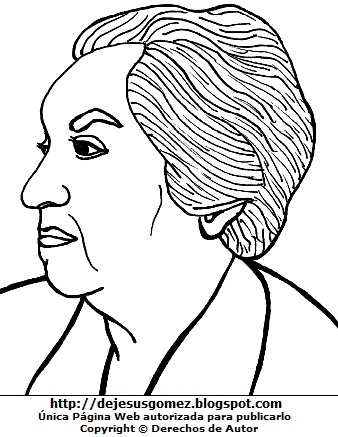 http://dejesusgomez.blogspot.com
Única Página Web autorizada para publicarlo
Copyright © Derechos de Autor